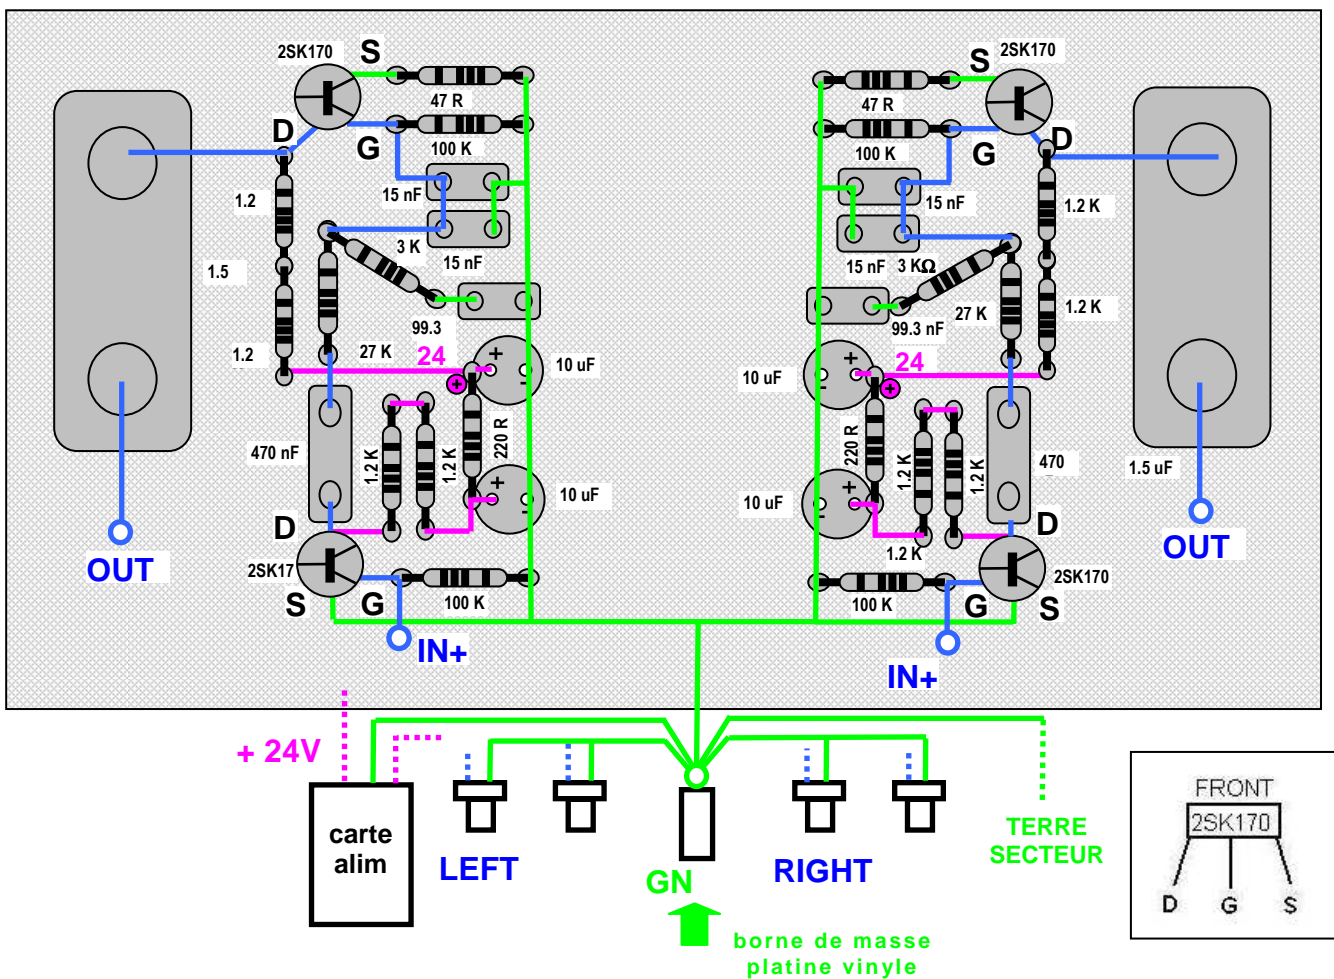 2SK170
S
47 R
D
G
100 K
1.2
15 nF
3 K
15 nF
1.5
99.3
1.2
27 K
24
+
+
-
10 uF
470 nF
1.2 K
1.2 K
220 R
+
-
10 uF
D
OUT
2SK17
S
G
100 K
IN+
2SK170
S
47 R
D
G
100 K
15 nF
1.2 K
15 nF
3 KΩ
99.3 nF
27 K
1.2 K
24
+
+
-
10 uF
220 R
1.2 K
1.2 K
470
1.5 uF
+
-
10 uF
D
OUT
1.2 K
2SK170
100 K
G
S
IN+
+ 24V
carte
alim
LEFT
GN
RIGHT
TERRE
SECTEUR
borne de masse
platine vinyle
FRONT
2SK170
D G S